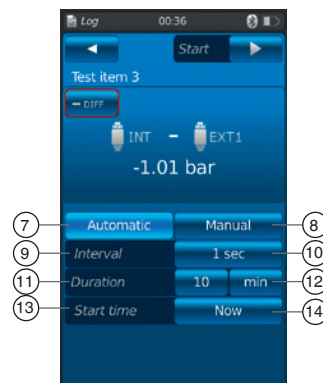 Log 00:36
Start
Test item 3
DIFF
INT - EXT1
-1.01 bar
7 Automatic Manual 8
9 Interval 1 sec 10
11 Duration 10 min 12
13 Start time Now 14